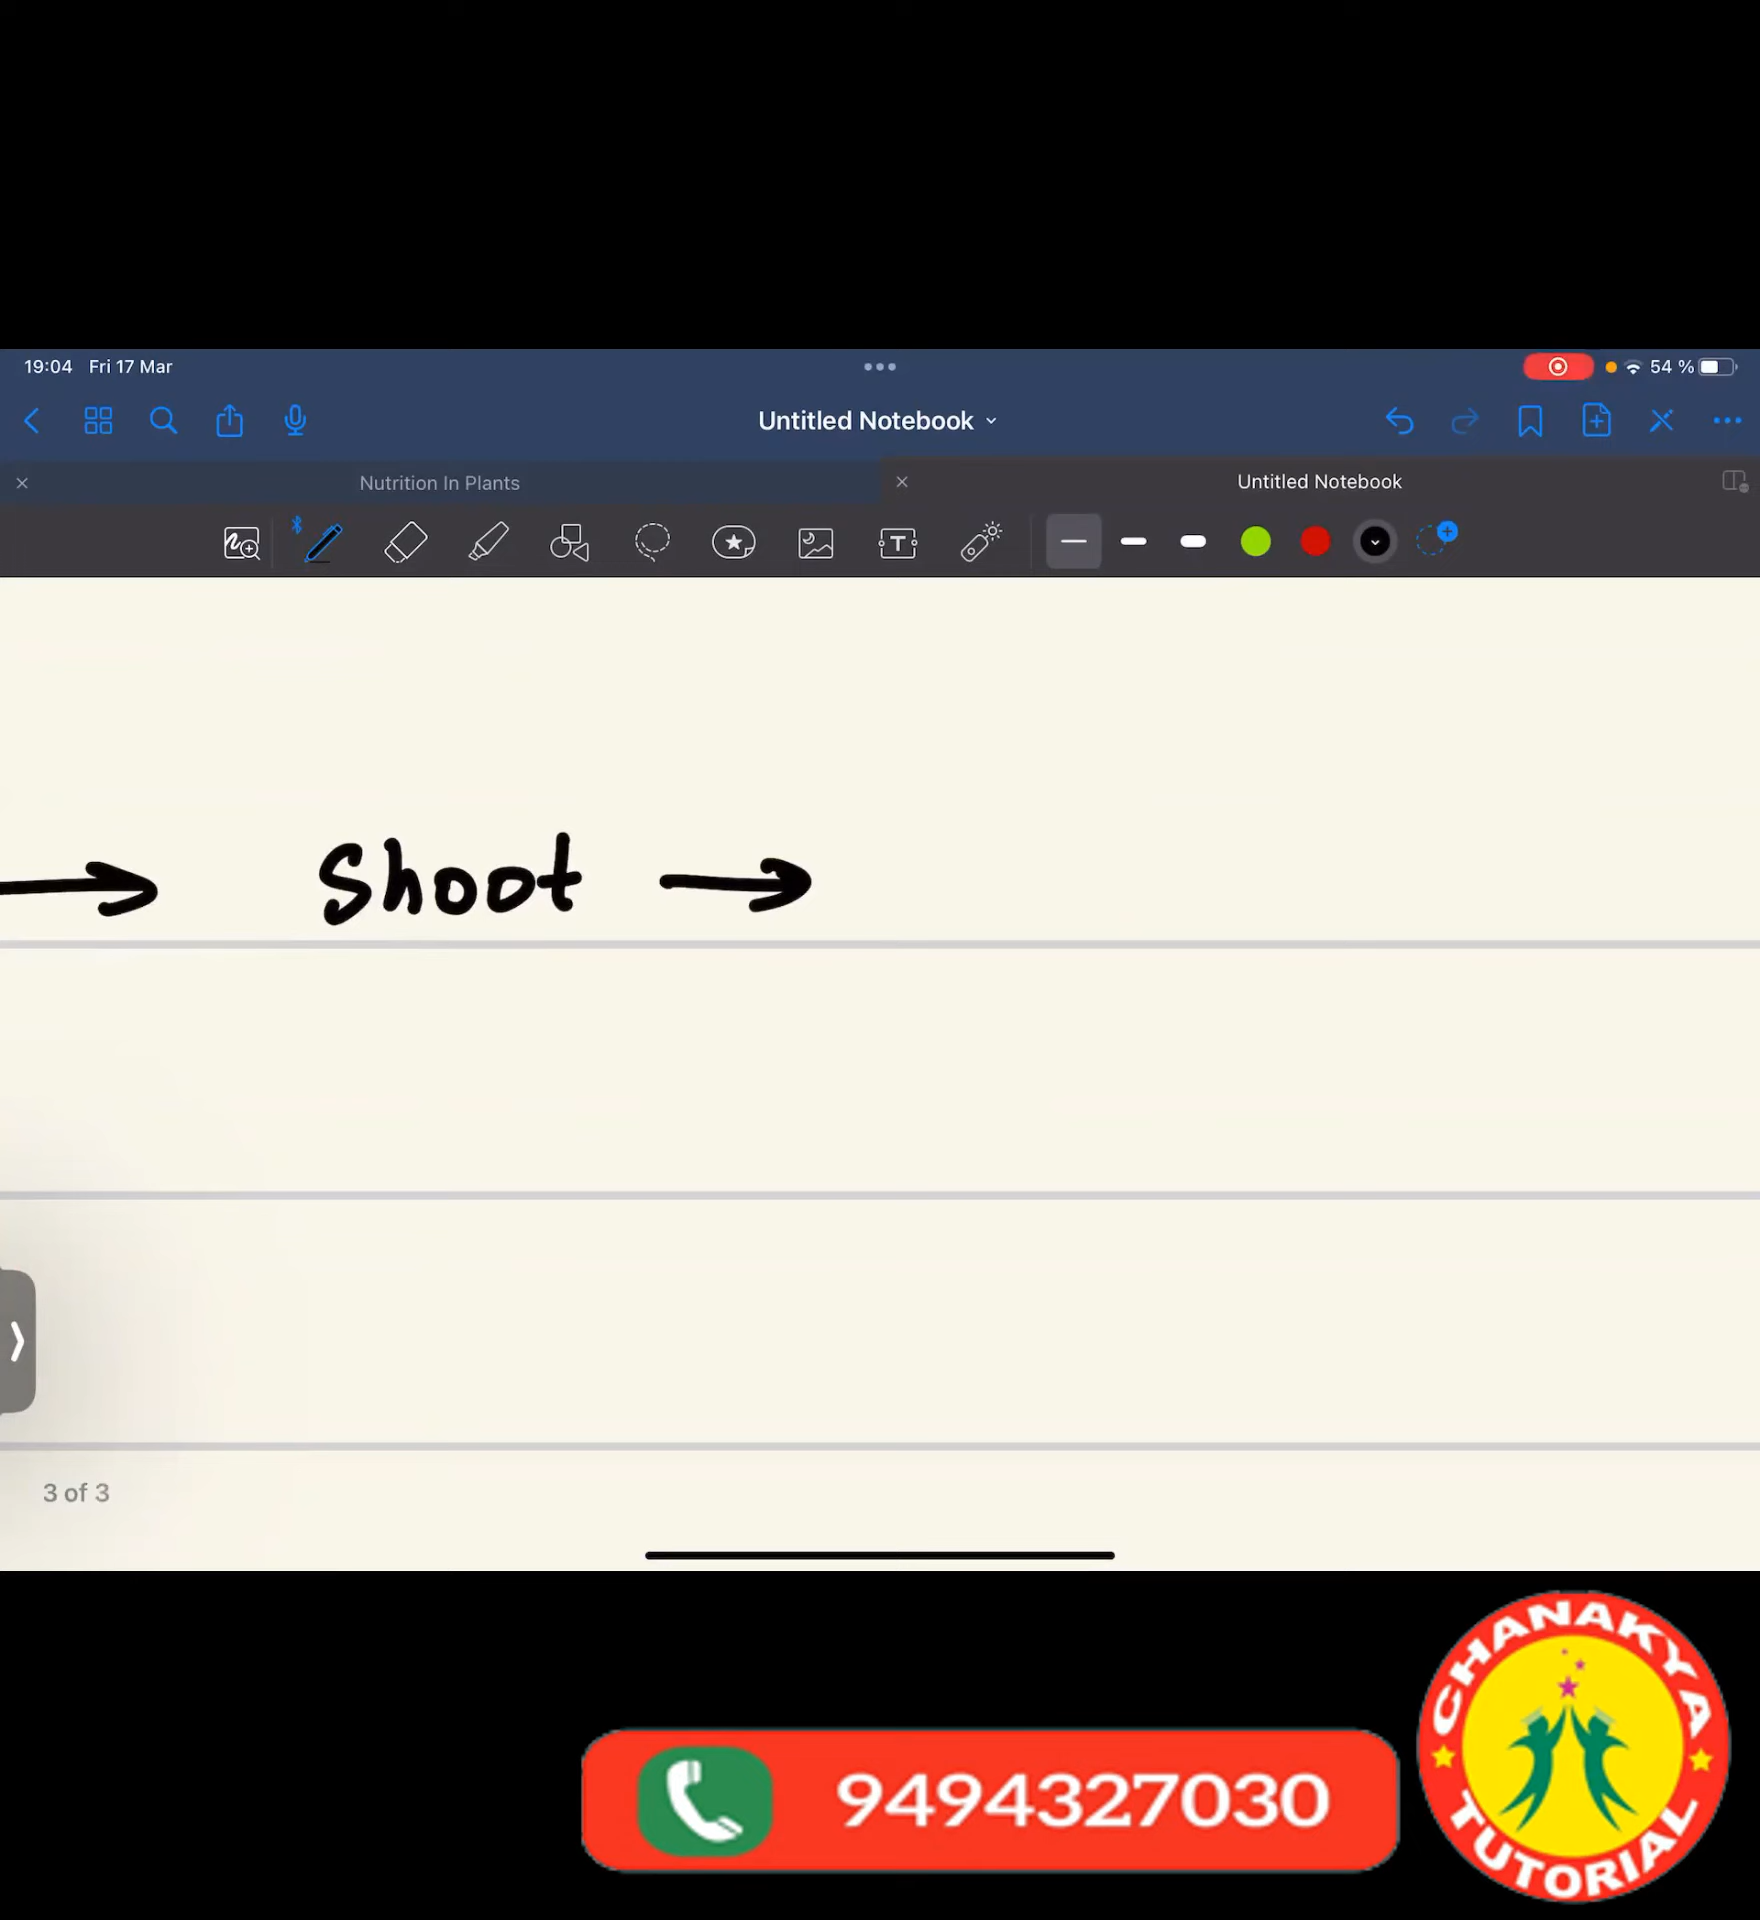 19:04 Fri 17 Mar
54 %
Untitled Notebook
Nutrition In Plants
Untitled Notebook
T
→ Shoot →
3 of 3
9494327030
CHANAKYA
TUTORIAL